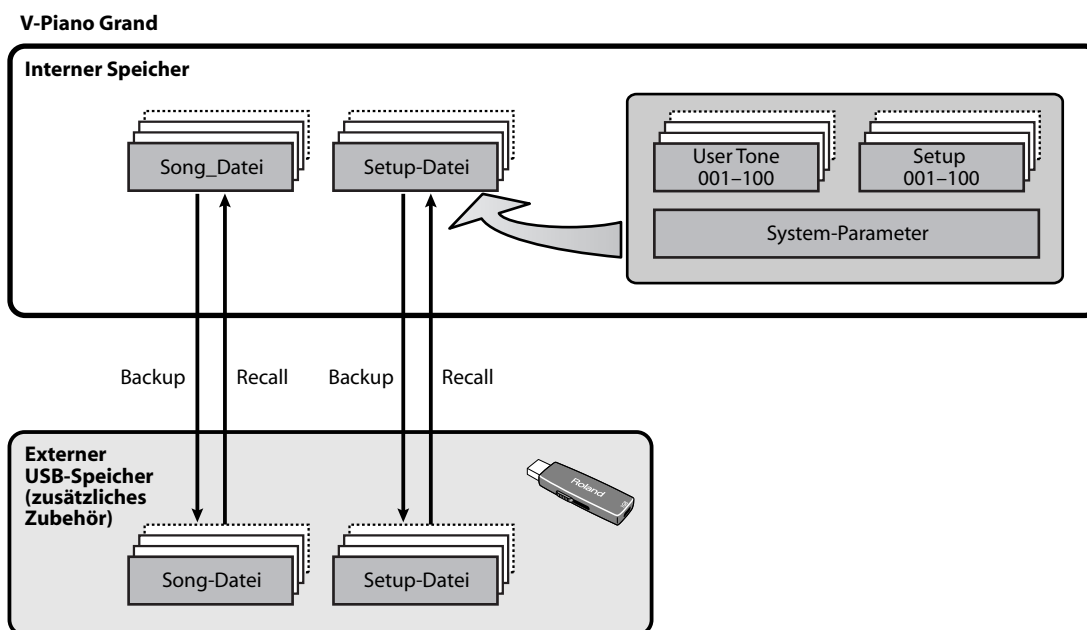 V-Piano Grand
Interner Speicher
Song_Datei
Setup-Datei
User Tone
001–100
Setup
001–100
System-Parameter
Backup
Recall
Backup
Recall
Externer
USB-Speicher
(zusätzliches
Zubehör)
Roland
Song-Datei
Setup-Datei